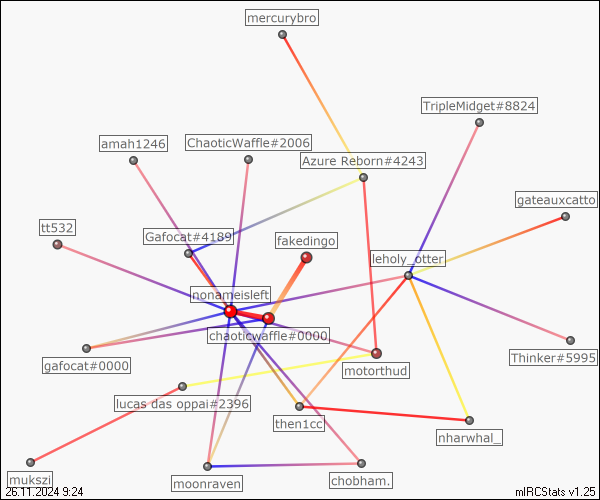 mercurybro
TripleMidget#8824
amah1246
ChaoticWaffle#2006
Azure Reborn#4243
gateauxcatto
tt532
Gafocat#4189
fakedingo
leholy_otter
nonameisleft
chaoticwaffle#0000
gafocat#0000
motorthud
Thinker#5995
lucas das oppai#2396
then1cc
nharwhal_
mukszi
moonraven
chobham.
26.11.2024 9:24
mIRCStats v1.25